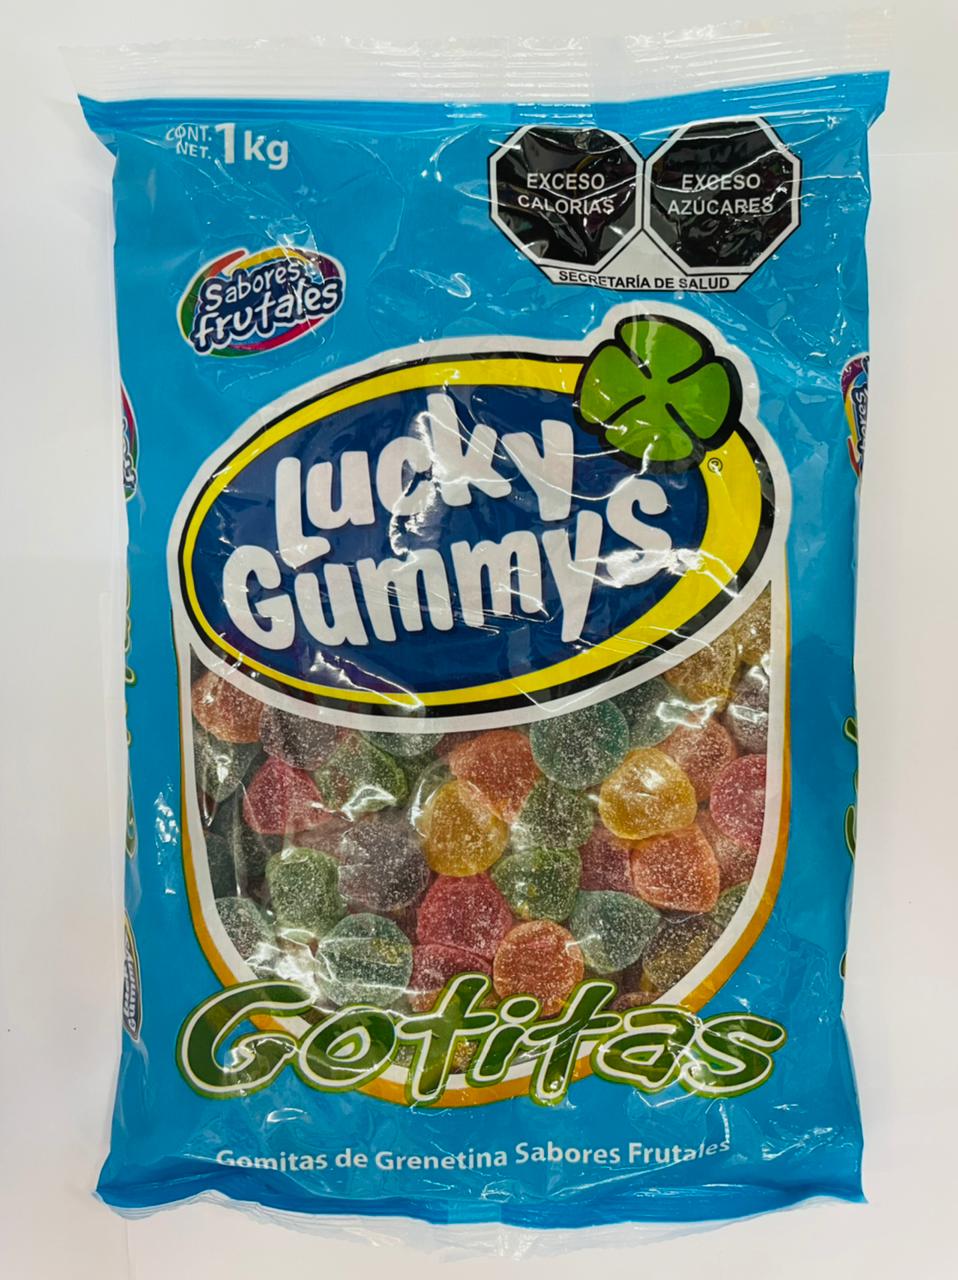 CONT.
NET. 1kg
EXCESO
CALORÍAS
EXCESO
AZÚCARES
SECRETARÍA DE SALUD
Sabores
frutales
Lucky
Gummys
®
Gotitas
Gomitas de Grenetina Sabores Frutales